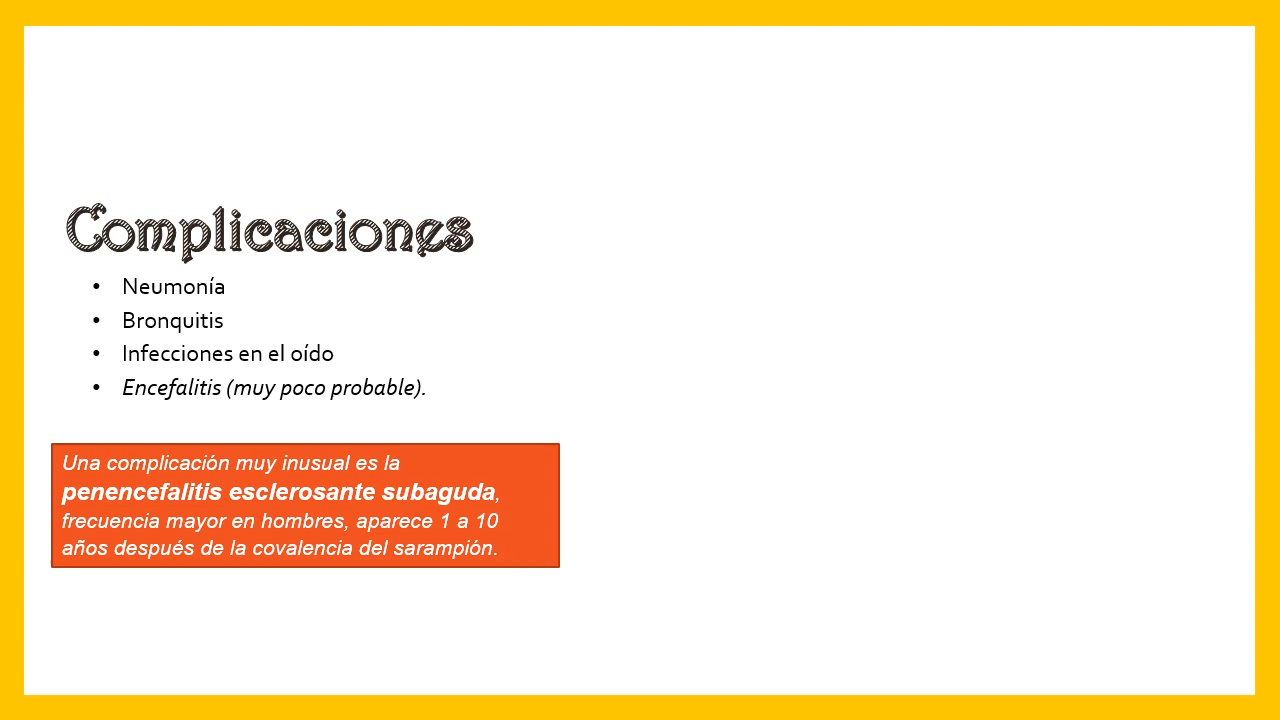 Complicaciones
• Neumonía
• Bronquitis
• Infecciones en el oído
• Encefalitis (muy poco probable).
Una complicación muy inusual es la
penencefalitis esclerosante subaguda,
frecuencia mayor en hombres, aparece 1 a 10
años después de la covalencia del sarampión.